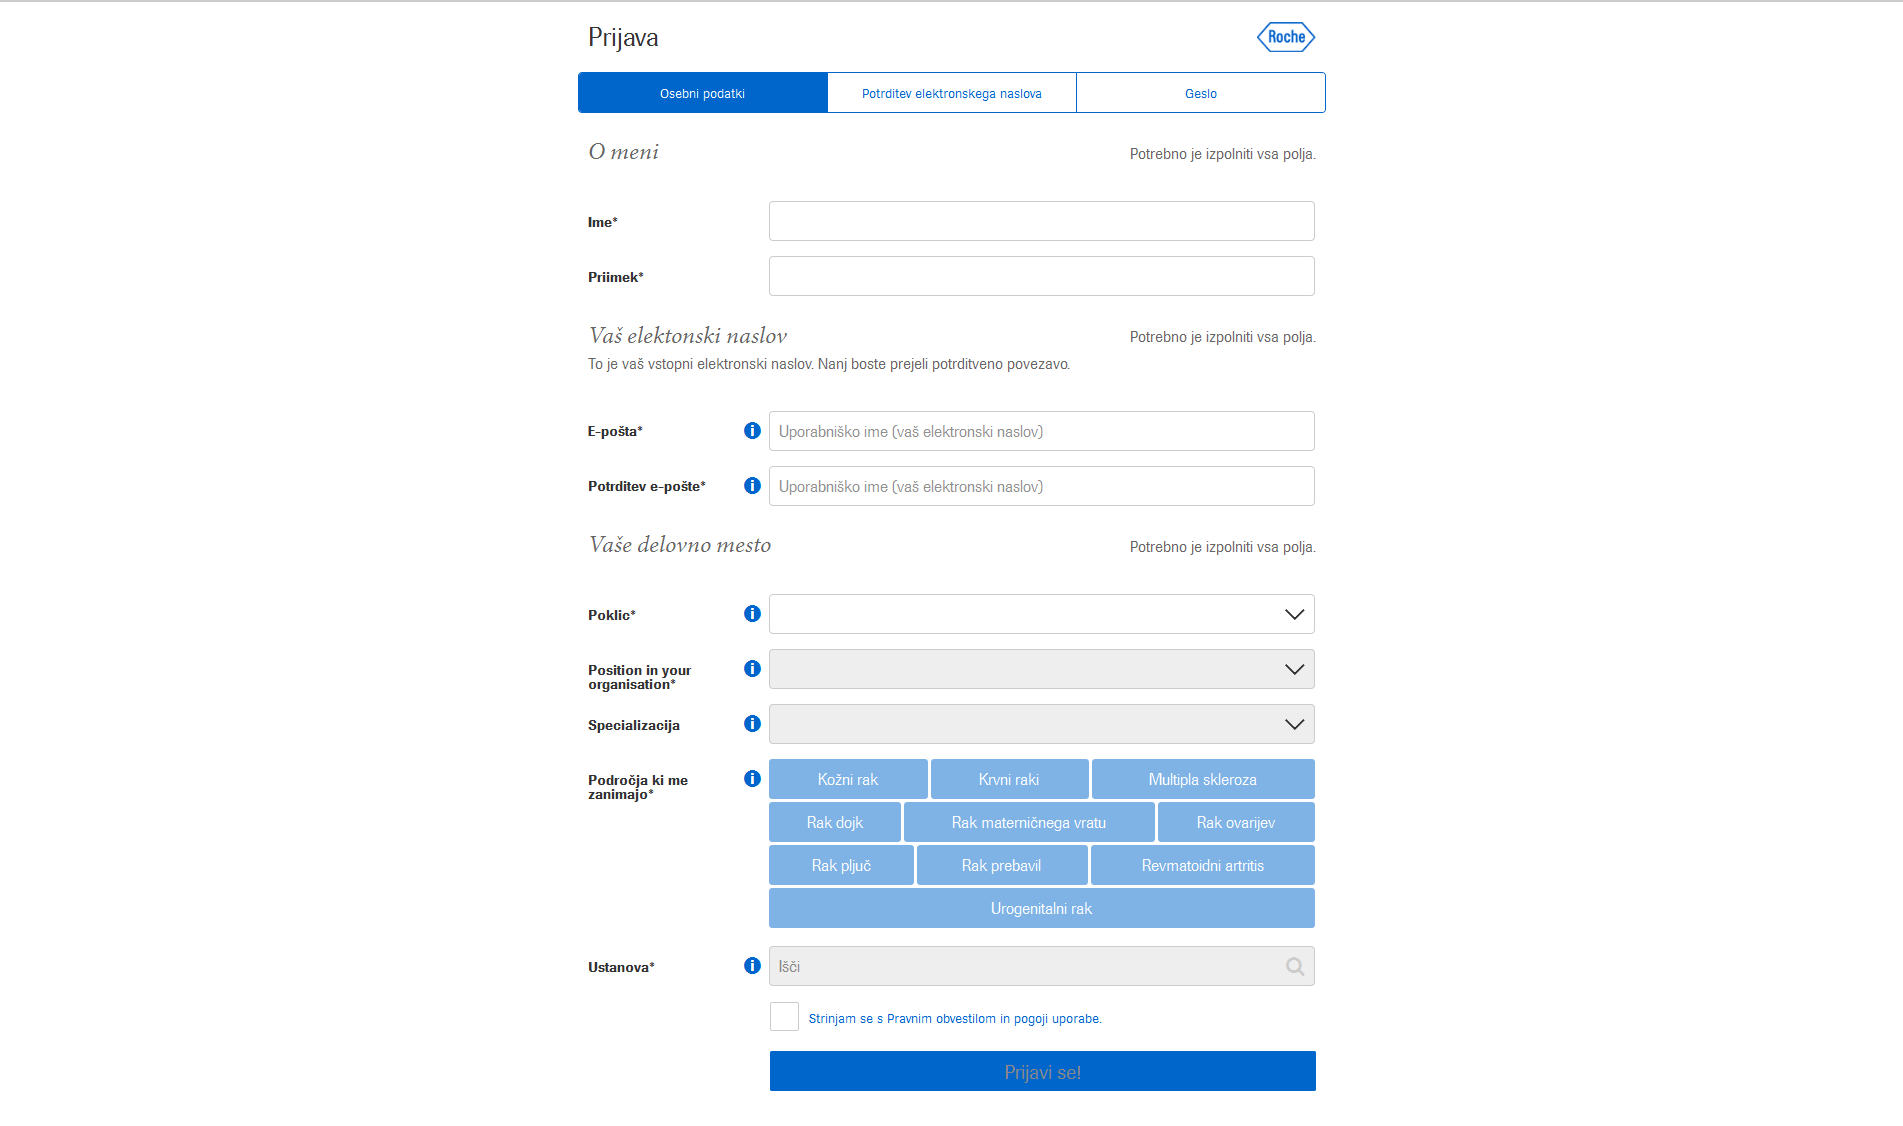 Prijava
Roche
Osebni podatki
Potrditev elektronskega naslova
Geslo
O meni
Potrebno je izpolniti vsa polja.
Ime*
Priimek*
Vaš elektonski naslov
Potrebno je izpolniti vsa polja.
To je vaš vstopni elektronski naslov. Nanj boste prejeli potrditveno povezavo.
E-pošta*
Uporabniško ime (vaš elektronski naslov)
Potrditev e-pošte*
Uporabniško ime (vaš elektronski naslov)
Vaše delovno mesto
Potrebno je izpolniti vsa polja.
Poklic*
Position in your
organisation*
Specializacija
Področja ki me
zanimajo*
Kožni rak
Krvni raki
Multipla skleroza
Rak dojk
Rak materničnega vratu
Rak ovarijev
Rak pljuč
Rak prebavil
Revmatoidni artritis
Urogenitalni rak
Ustanova*
Išči
Strinjam se s Pravnim obvestilom in pogoji uporabe.
Prijavi se!